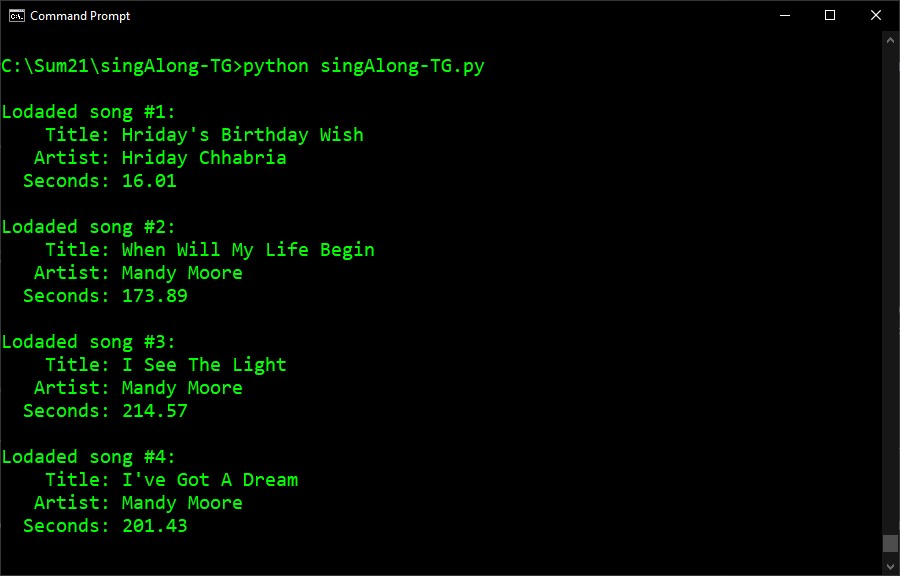 Command Prompt
C:\Sum21\singAlong-TG>python singAlong-TG.py
Lodaded song #1:
Title: Hriday's Birthday Wish
Artist: Hriday Chhabria
Seconds: 16.01
Lodaded song #2:
Title: When Will My Life Begin
Artist: Mandy Moore
Seconds: 173.89
Lodaded song #3:
Title: I See The Light
Artist: Mandy Moore
Seconds: 214.57
Lodaded song #4:
Title: I've Got A Dream
Artist: Mandy Moore
Seconds: 201.43